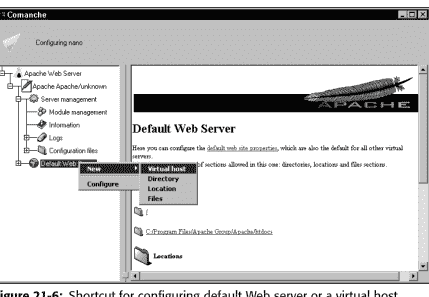 Comanche
Configuring nano
Apache Web Server
Apache Apache/unknown
Server management
Module management
Information
Logs
Configuration files
Default Web
New
Configure
Virtual host
Directory
Location
Files
APACHE
Default Web Server
Here you can configure the default web site properties, which are also the default for all other virtual
servers.
of sections allowed in this one: directories, locations and files sections.
C:/Program Files/Apache Group/Apache/htdocs
Locations
igure 21-6: Shortcut for configuring default Web server or a virtual host